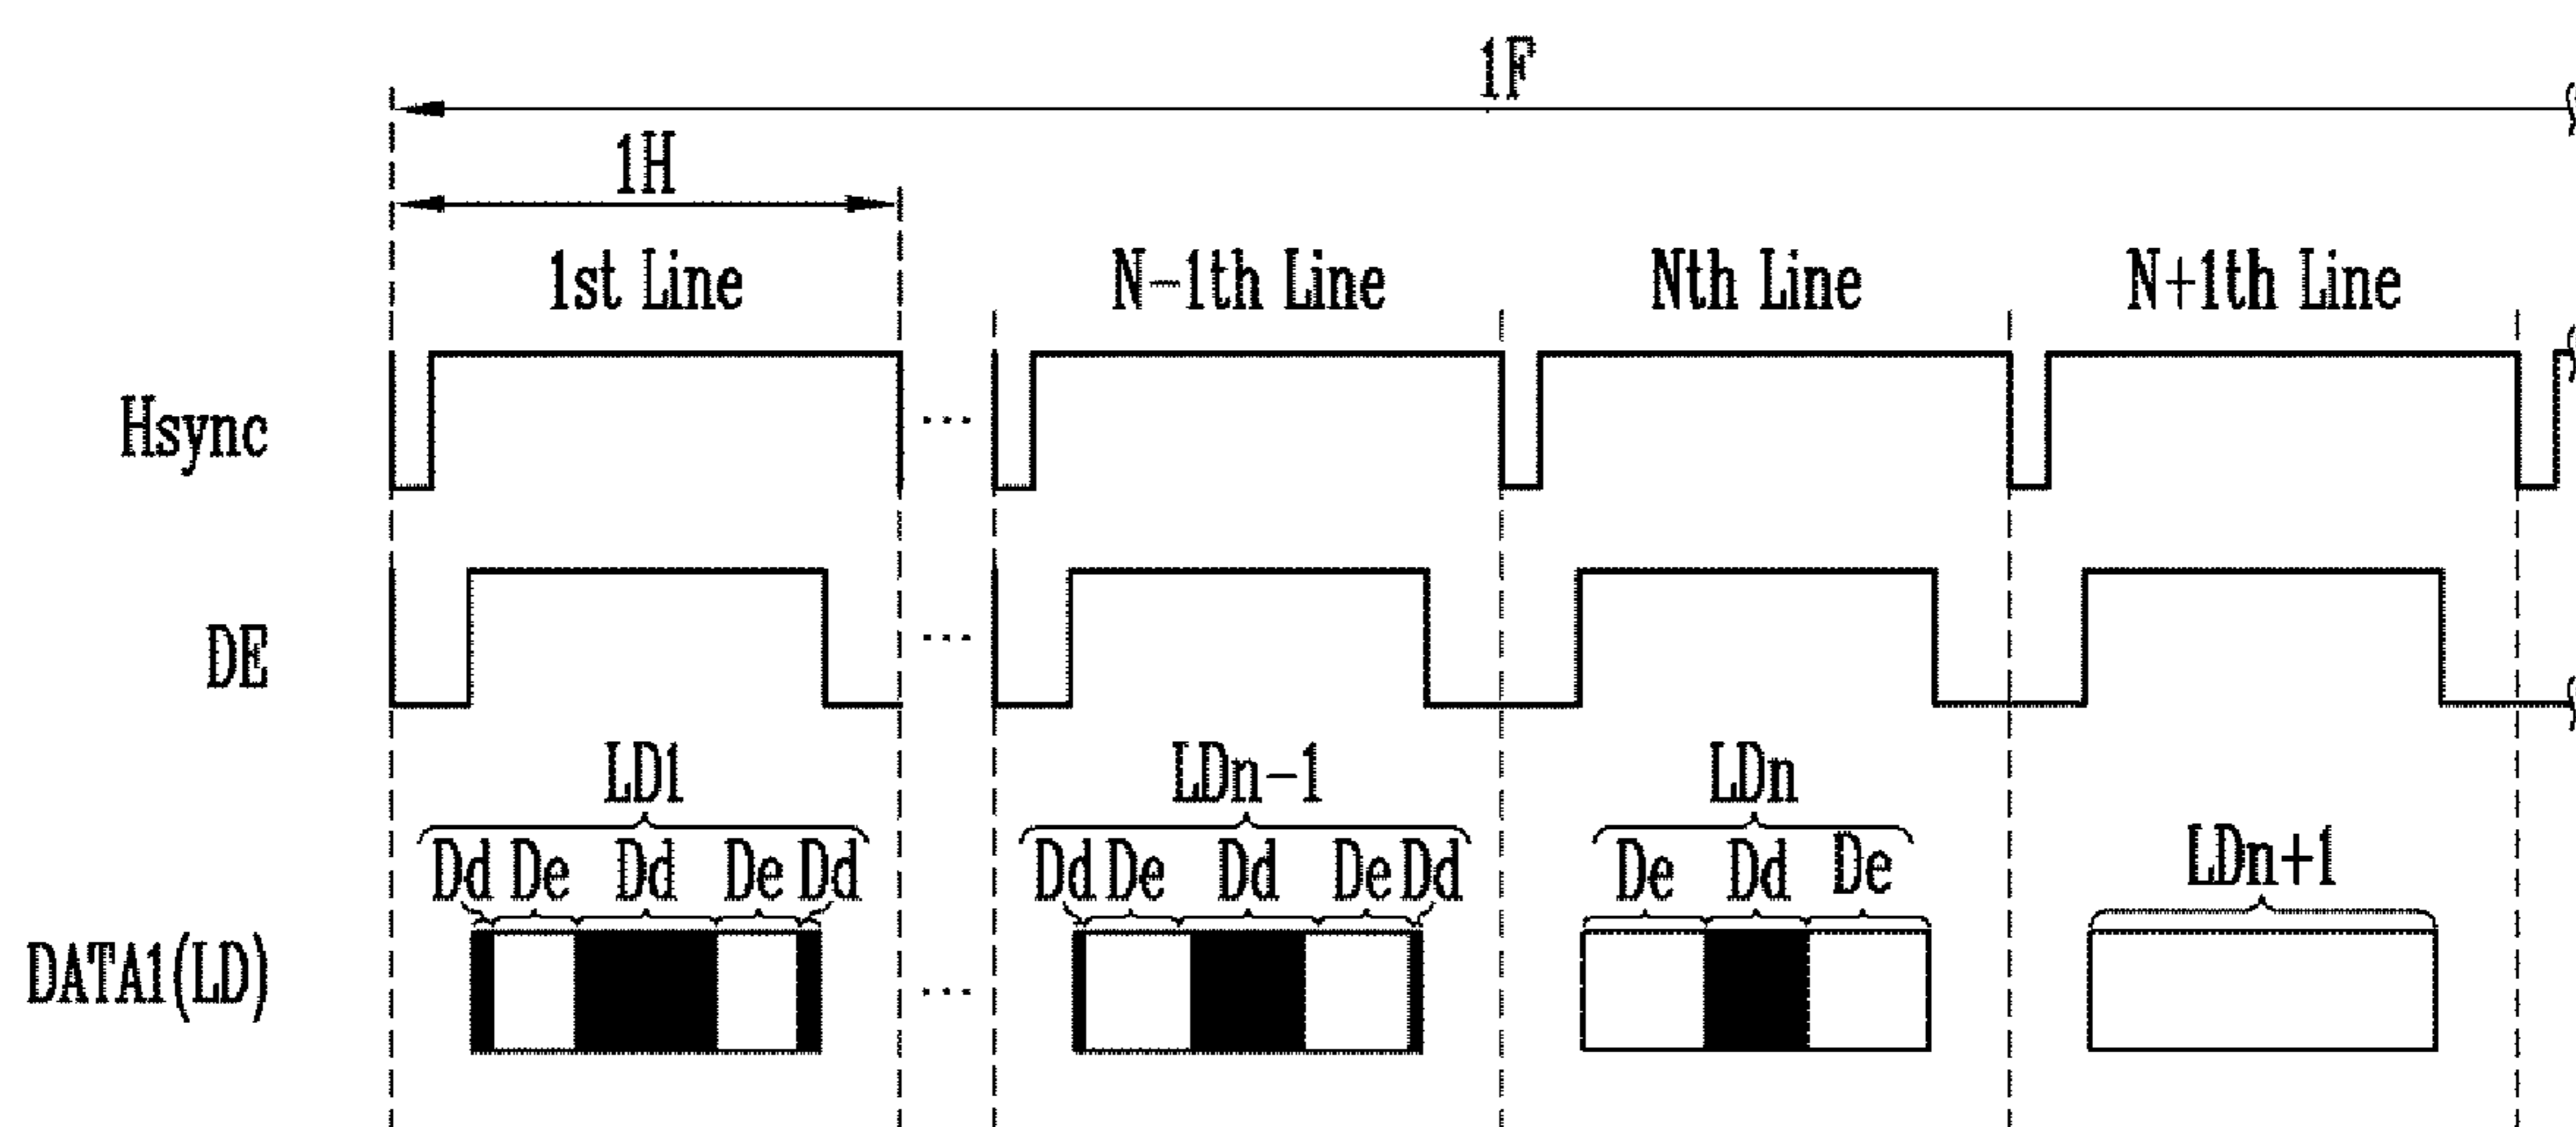 1F
1H
1st Line N-1th Line Nth Line N+1th Line
Hsync ...
DE ...
LD1 LDn-1 LDn
Dd De Dd De Dd Dd De Dd De Dd De Dd De LDn+1
DATA1(LD) ...